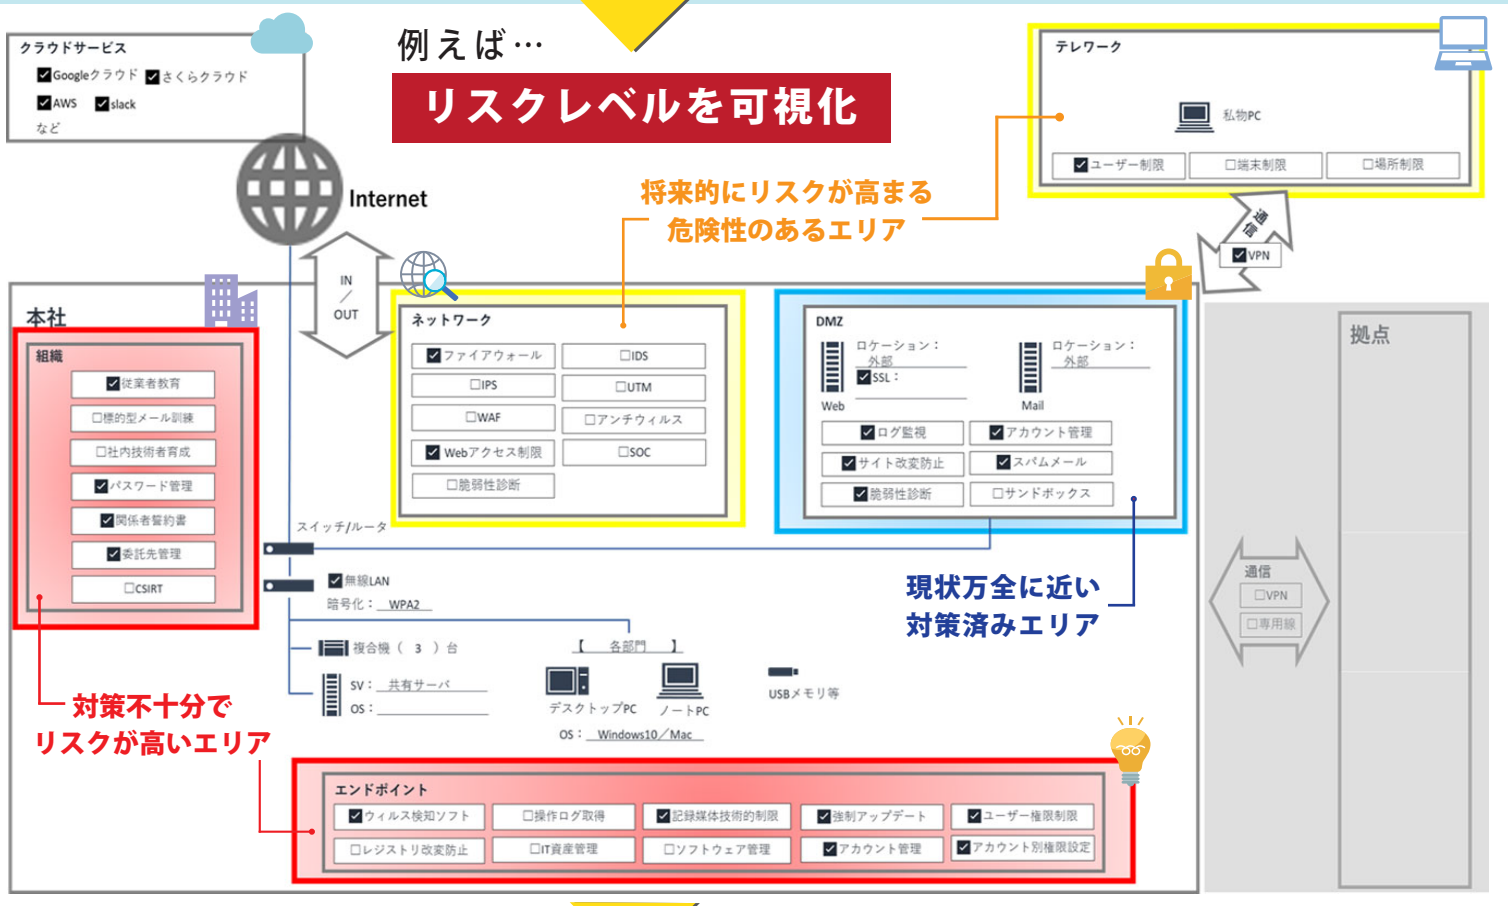 例えば…
リスクレベルを可視化
クラウドサービス
☑Googleクラウド ☑さくらクラウド
☑AWS ☑slack
など
Internet
IN
／
OUT
将来的にリスクが高まる
危険性のあるエリア
テレワーク
私物PC
☑ユーザー制限 □端末制限 □場所制限
通信
☑VPN
本社
組織
☑従業者教育
□標的型メール訓練
□社内技術者育成
☑パスワード管理
☑関係者誓約書
☑委託先管理
□CSIRT
対策不十分で
リスクが高いエリア
ネットワーク
☑ファイアウォール □IDS
□IPS □UTM
□WAF □アンチウィルス
☑Webアクセス制限 □SOC
□脆弱性診断
DMZ
ロケーション：
外部
☑SSL：
Web
ロケーション：
外部
Mail
☑ログ監視 ☑アカウント管理
☑サイト改変防止 ☑スパムメール
☑脆弱性診断 □サンドボックス
現状万全に近い
対策済みエリア
スイッチ/ルータ
☑無線LAN
暗号化：WPA2
複合機（ 3 ）台
SV：共有サーバ
OS：
【 各部門 】
デスクトップPC ノートPC
OS：Windows10／Mac
USBメモリ等
エンドポイント
☑ウィルス検知ソフト □操作ログ取得 ☑記録媒体技術的制限 ☑強制アップデート ☑ユーザー権限制限
□レジストリ改変防止 □IT資産管理 □ソフトウェア管理 ☑アカウント管理 ☑アカウント別権限設定
拠点
通信
□VPN
□専用線